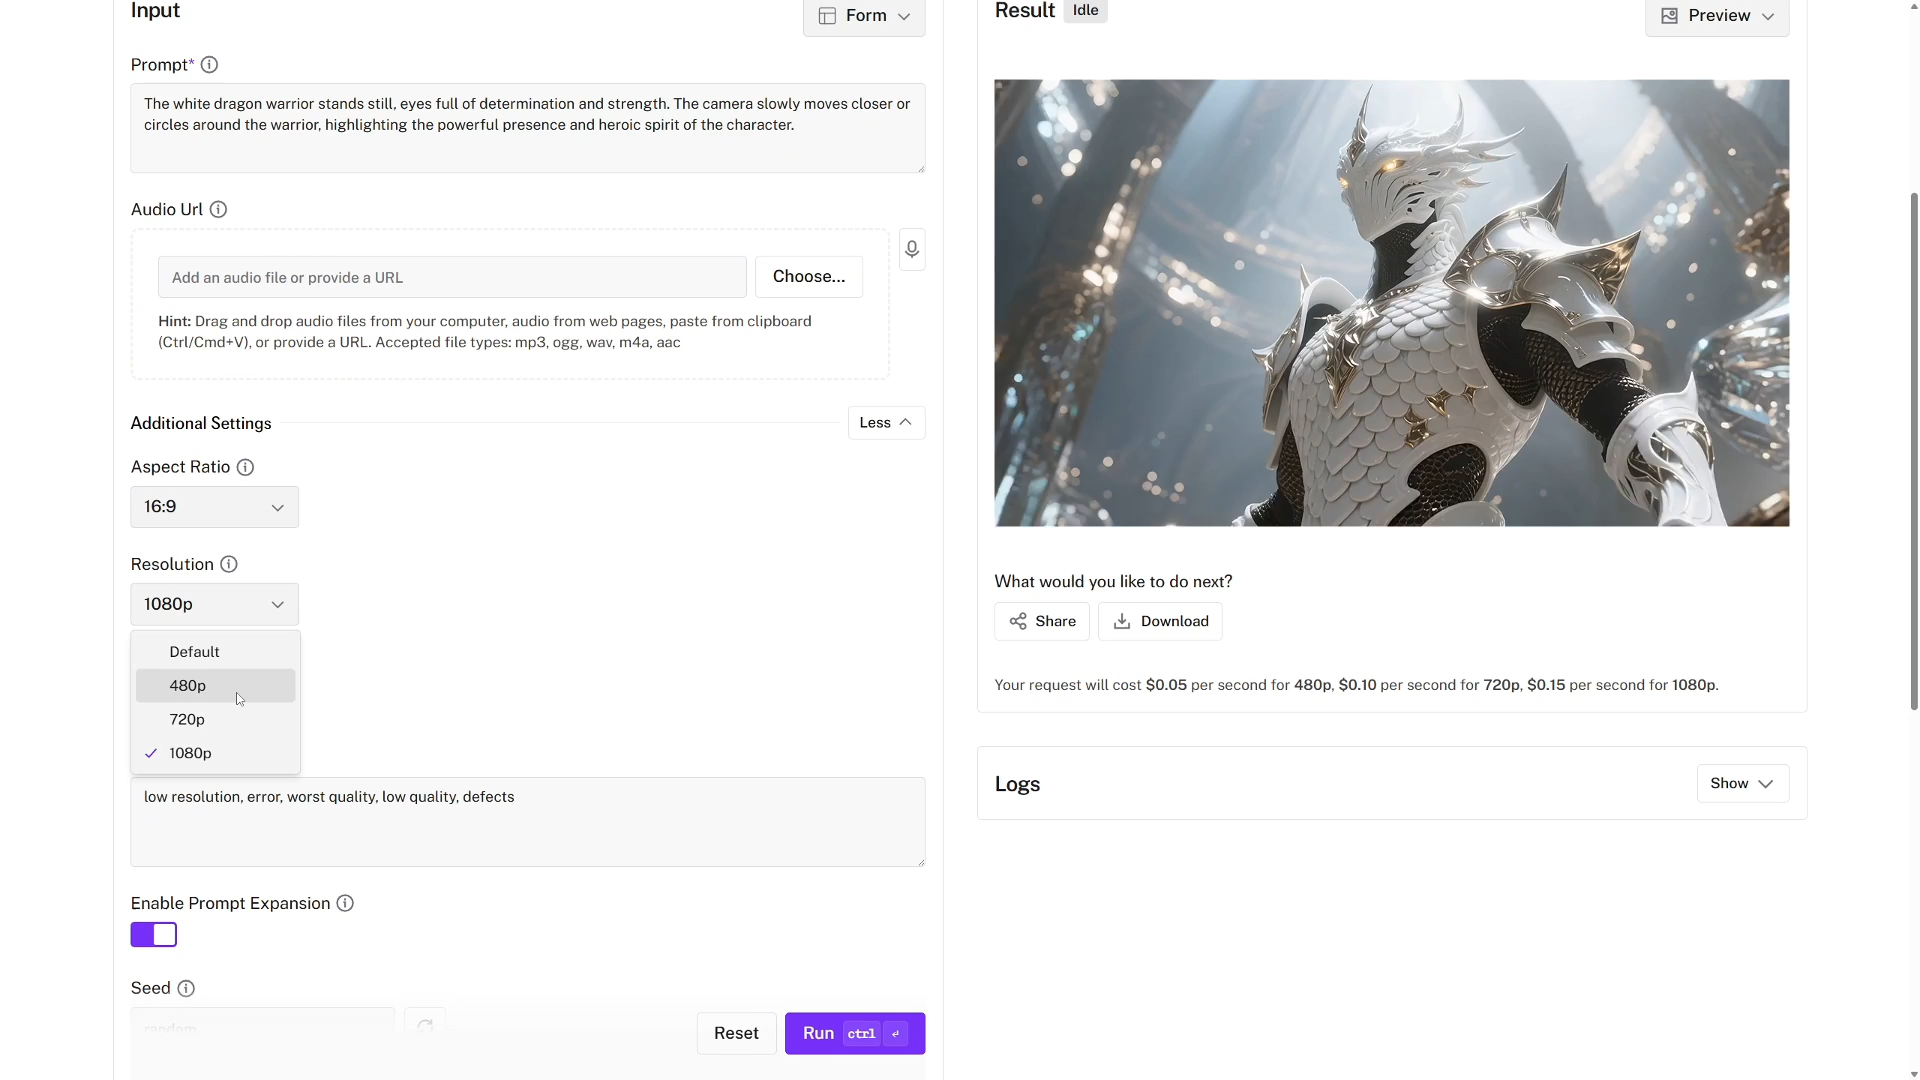 Input
Form
Prompt*
The white dragon warrior stands still, eyes full of determination and strength. The camera slowly moves closer or
circles around the warrior, highlighting the powerful presence and heroic spirit of the character.
Audio Url
Add an audio file or provide a URL
Choose...
Hint: Drag and drop audio files from your computer, audio from web pages, paste from clipboard
(Ctrl/Cmd+V), or provide a URL. Accepted file types: mp3, ogg, wav, m4a, aac
Additional Settings
Less
Aspect Ratio
16:9
Resolution
1080p
Default
480p
720p
1080p
low resolution, error, worst quality, low quality, defects
Enable Prompt Expansion
Seed
random
Reset
Run ctrl ↵
Result
Idle
Preview
What would you like to do next?
Share
Download
Your request will cost $0.05 per second for 480p, $0.10 per second for 720p, $0.15 per second for 1080p.
Logs
Show